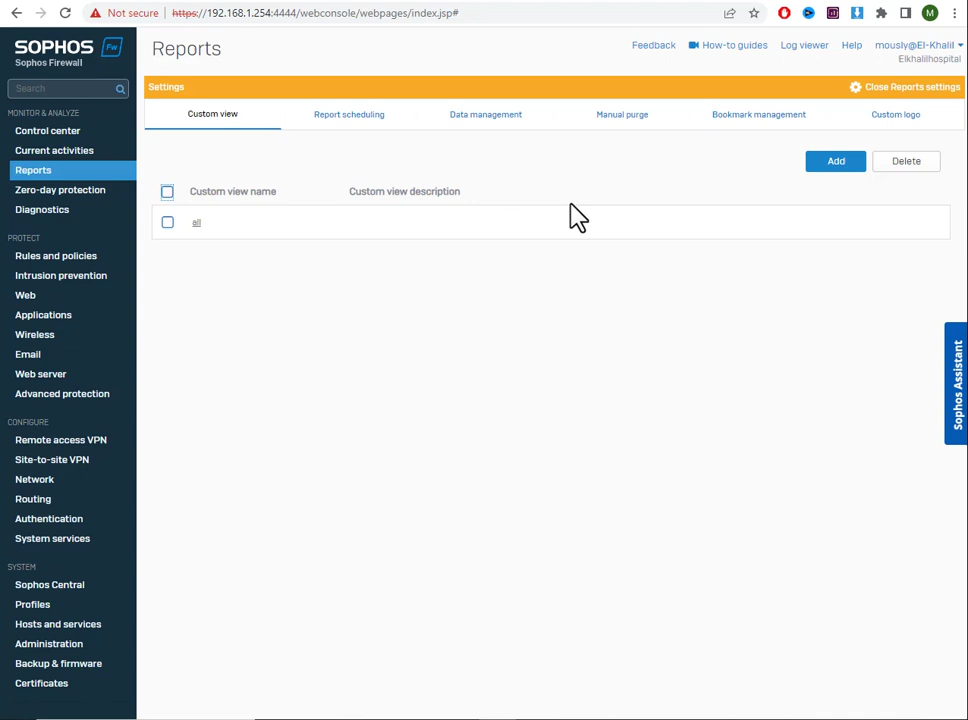 Not secure
https://192.168.1.254:4444/webconsole/webpages/index.jsp#
M
SOPHOS Fw
Sophos Firewall
Search
MONITOR & ANALYZE
Control center
Current activities
Reports
Zero-day protection
Diagnostics
PROTECT
Rules and policies
Intrusion prevention
Web
Applications
Wireless
Email
Web server
Advanced protection
CONFIGURE
Remote access VPN
Site-to-site VPN
Network
Routing
Authentication
System services
SYSTEM
Sophos Central
Profiles
Hosts and services
Administration
Backup & firmware
Certificates
Reports
Feedback How-to guides Log viewer Help mously@El-Khalil
Elkhalilhospital
Settings Close Reports settings
Custom view Report scheduling Data management Manual purge Bookmark management Custom logo
Add Delete
Custom view name Custom view description
all
Sophos Assistant